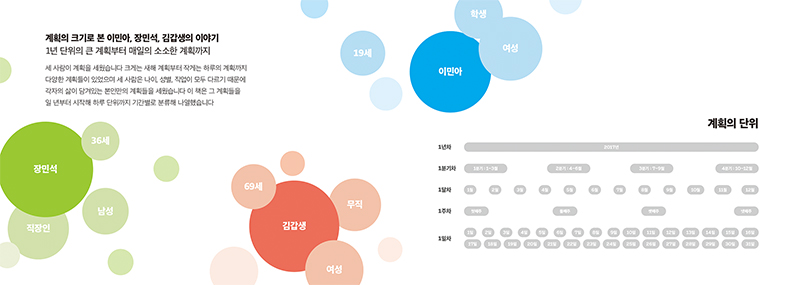 계획의 크기로 본 이민아, 장민석, 김갑생의 이야기
1년 단위의 큰 계획부터 매일의 소소한 계획까지
세 사람이 계획을 세웠습니다 크게는 새해 계획부터 작게는 하루의 계획까지
다양한 계획들이 있었으며 세 사람은 나이, 성별, 직업이 모두 다르기 때문에
각자의 삶이 담겨있는 본인만의 계획들을 세웠습니다 이 책은 그 계획들을
일 년부터 시작해 하루 단위까지 기간별로 분류해 나열했습니다
36세
장민석
남성
직장인
69세
무직
김갑생
여성
학생
19세
여성
이민아
계획의 단위
1년차
2017년
1분기차
1분기 : 1-3월
2분기 : 4-6월
3분기 : 7-9월
4분기 : 10-12월
1달차
1월 2월 3월 4월 5월 6월 7월 8월 9월 10월 11월 12월
1주차
첫째주
둘째주
셋째주
넷째주
1일차
1일 2일 3일 4일 5일 6일 7일 8일 9일 10일 11일 12일 13일 14일 15일 16일
17일 18일 19일 20일 21일 22일 23일 24일 25일 26일 27일 28일 29일 30일 31일